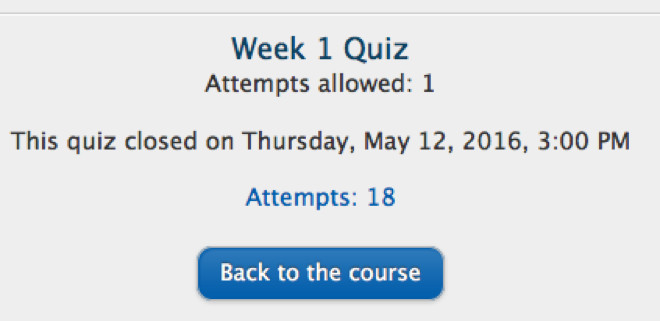 Week 1 Quiz
Attempts allowed: 1
This quiz closed on Thursday, May 12, 2016, 3:00 PM
Attempts: 18
Back to the course